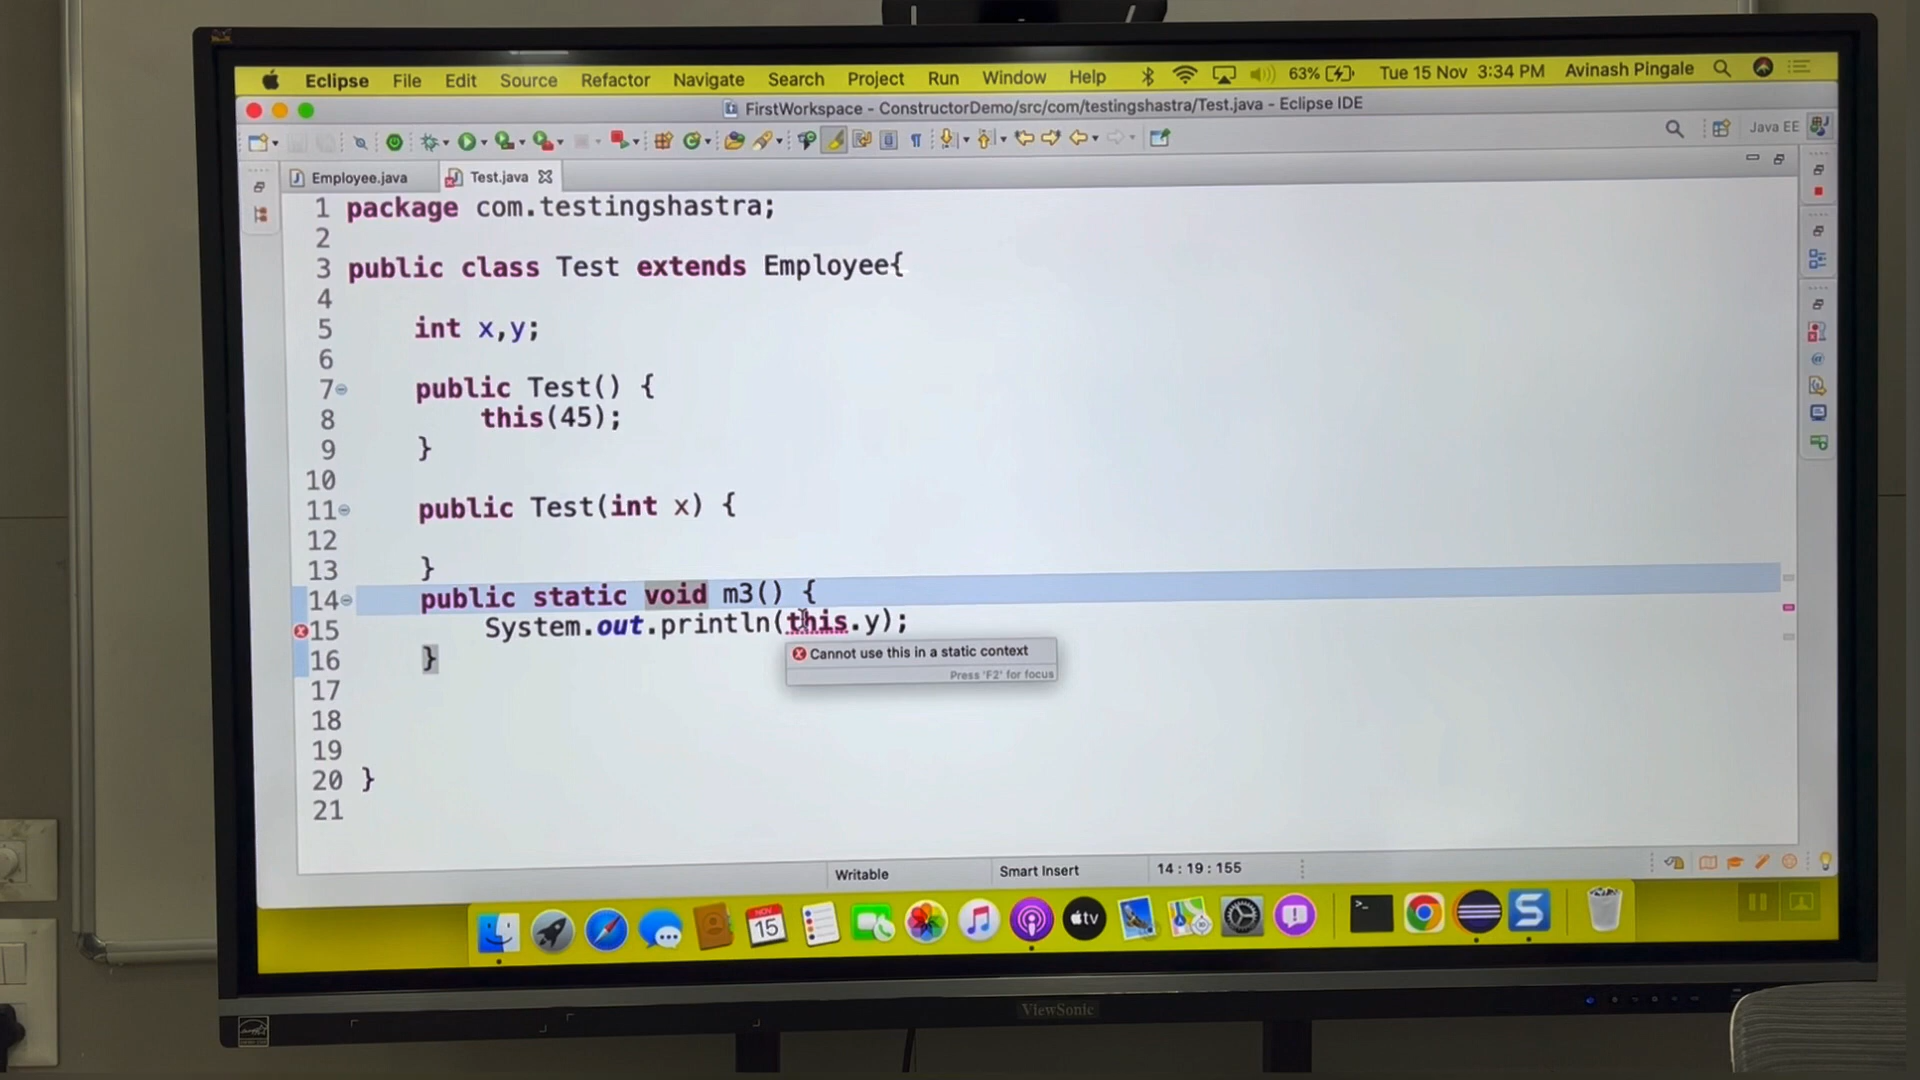 Eclipse File Edit Source Refactor Navigate Search Project Run Window Help 63% Tue 15 Nov 3:34 PM Avinash Pingale
FirstWorkspace - ConstructorDemo/src/com/testingshastra/Test.java - Eclipse IDE
Java EE
Employee.java Test.java
1 package com.testingshastra;
2
3 public class Test extends Employee{
4
5 int x,y;
6
7 public Test() {
8 this(45);
9 }
10
11 public Test(int x) {
12
13 }
14 public static void m3() {
15 System.out.println(this.y);
Cannot use this in a static context
16 }
Press 'F2' for focus
17
18
19
20 }
21
Writable Smart Insert 14 : 19 : 155
NOV
15
tv
S
ViewSonic